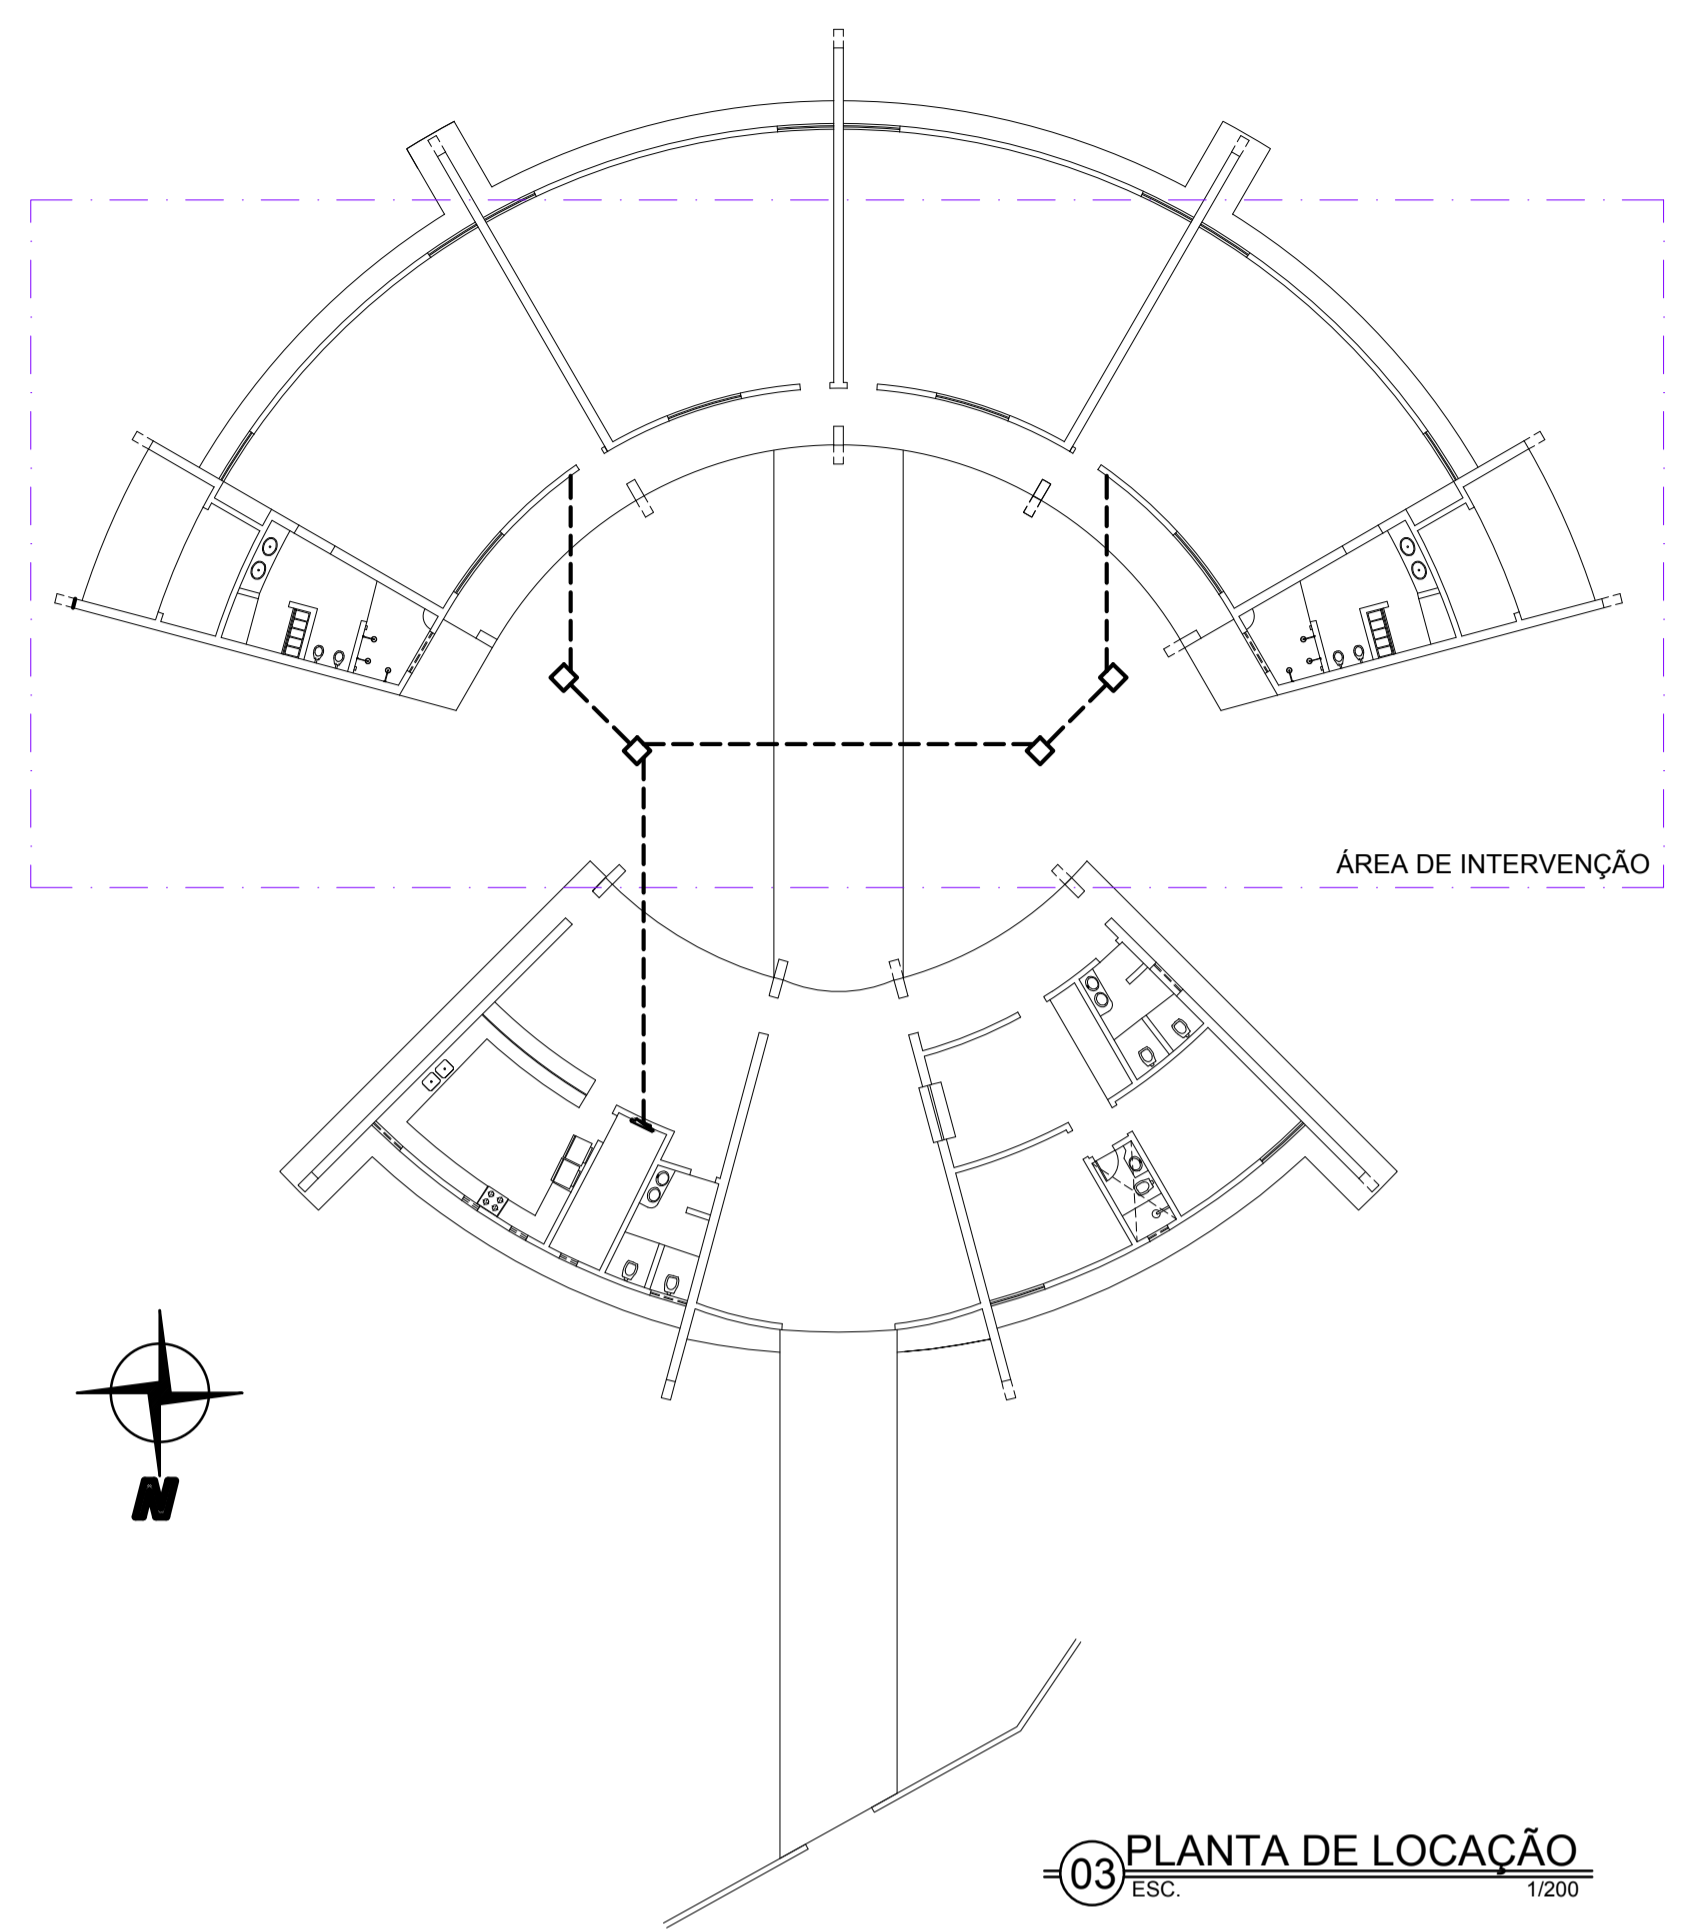 ÁREA DE INTERVENÇÃO
N
03
PLANTA DE LOCAÇÃO
ESC. 1/200